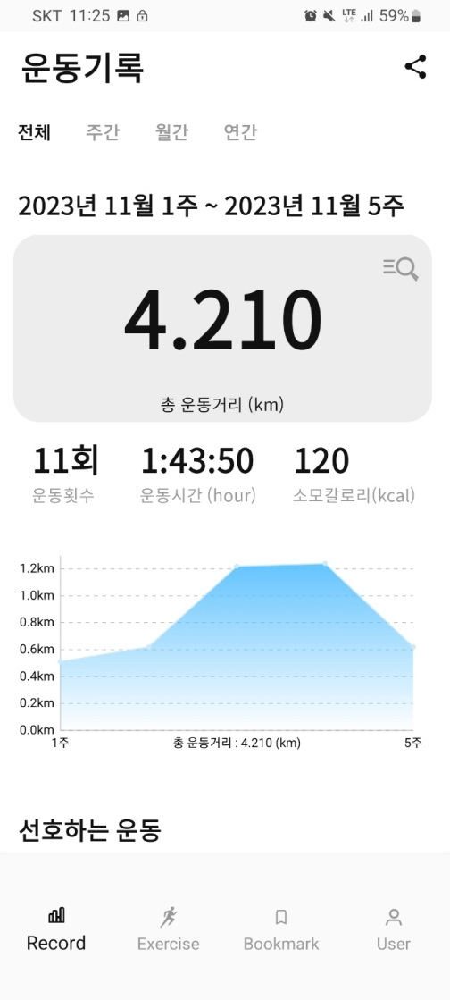 SKT 11:25 LTE 59%
운동기록
전체 주간 월간 연간
2023년 11월 1주 ~ 2023년 11월 5주
4.210
총 운동거리 (km)
11회 1:43:50 120
운동횟수 운동시간 (hour) 소모칼로리(kcal)
1.2km
1.0km
0.8km
0.6km
0.4km
0.2km
0.0km
1주 총 운동거리 : 4.210 (km) 5주
선호하는 운동
Record Exercise Bookmark User